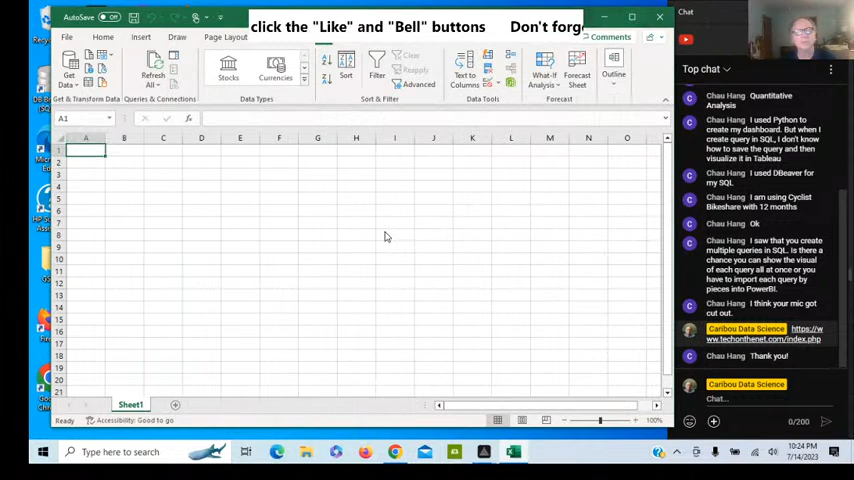 AutoSave Off
click the "Like" and "Bell" buttons Don't forg
File Home Insert Draw Page Layout
Comments
Get Data
Get & Transform Data
Refresh All
Queries & Connections
Stocks
Currencies
Data Types
Sort
Filter
Clear
Reapply
Advanced
Sort & Filter
Text to Columns
Data Tools
What-If Analysis
Forecast Sheet
Forecast
Outline
A1
fx
A B C D E F G H I J K L M N O
1
2
3
4
5
6
7
8
9
10
11
12
13
14
15
16
17
18
19
20
21
Sheet1
Ready Accessibility: Good to go
100%
Chat
Top chat
Chau Hang Quantitative
Analysis
Chau Hang I used Python to
create my dashboard. But when I
create query in SQL, I don't know
how to save the query and then
visualize it in Tableau
Chau Hang I used DBeaver for
my SQL
Chau Hang I am using Cyclist
Bikeshare with 12 months
Chau Hang Ok
Chau Hang I saw that you create
multiple queries in SQL. Is there a
chance you can show the visual
of each query all at once or you
have to import each query by
pieces into PowerBI.
Chau Hang I think your mic got
cut out.
Caribou Data Science https://w
ww.techonthenet.com/index.php
Chau Hang Thank you!
Caribou Data Science
Chat...
0/200
Type here to search
10:24 PM
7/14/2023